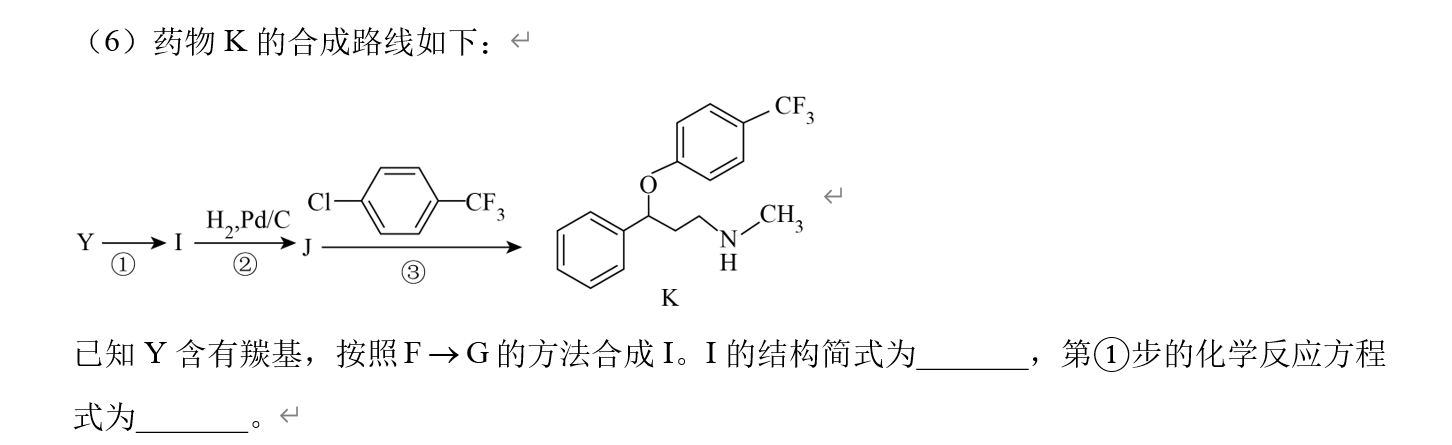 （6）药物 K 的合成路线如下：↵
CF₃
O
Cl
CF₃
H₂,Pd/C
Y
①
I
②
J
③
CH₃
N
H
↵
K
已知 Y 含有羰基，按照 F→G 的方法合成 I。I 的结构简式为_______，第①步的化学反应方程
式为_______。↵